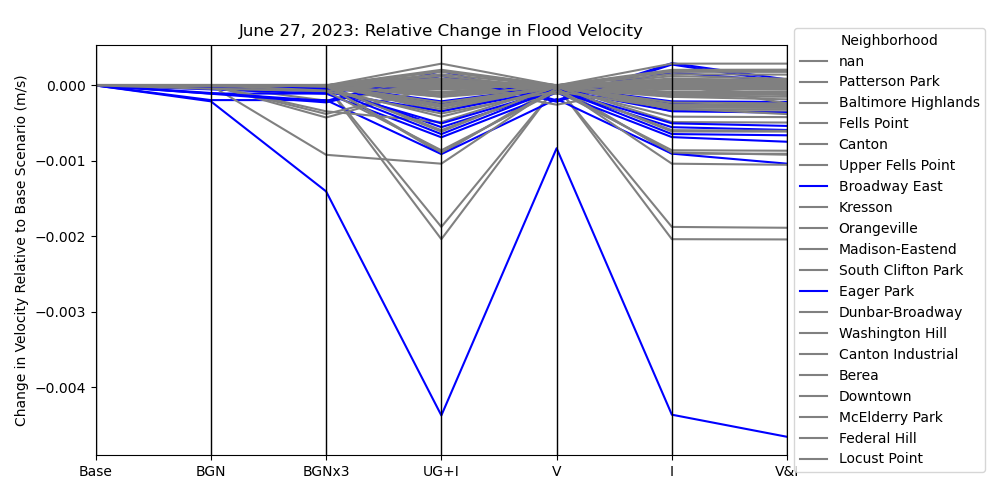 June 27, 2023: Relative Change in Flood Velocity
Change in Velocity Relative to Base Scenario (m/s)
0.000
−0.001
−0.002
−0.003
−0.004
Base
BGN
BGNx3
UG+I
V
I
V&I
Neighborhood
nan
Patterson Park
Baltimore Highlands
Fells Point
Canton
Upper Fells Point
Broadway East
Kresson
Orangeville
Madison-Eastend
South Clifton Park
Eager Park
Dunbar-Broadway
Washington Hill
Canton Industrial
Berea
Downtown
McElderry Park
Federal Hill
Locust Point